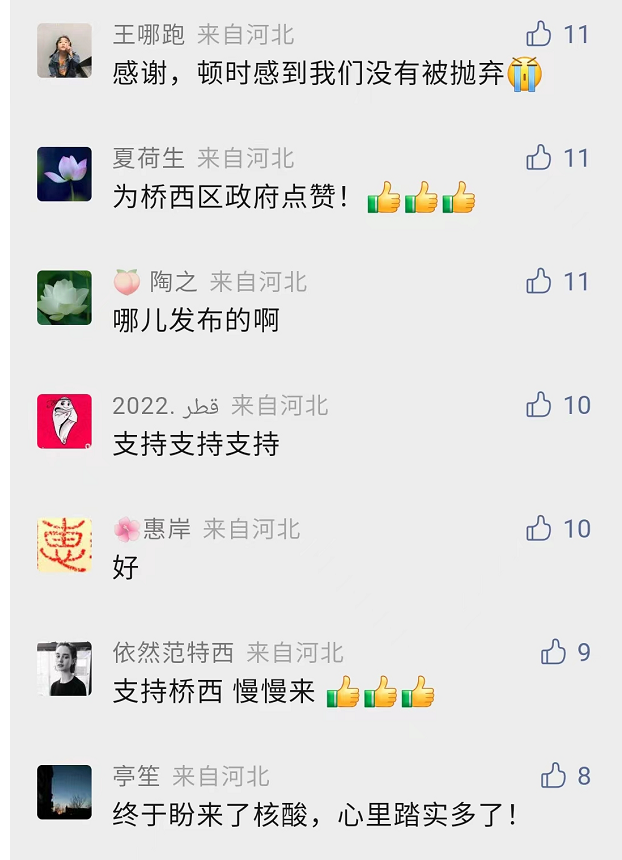 王哪跑 来自河北 11
感谢，顿时感到我们没有被抛弃😭
夏荷生 来自河北 11
为桥西区政府点赞！👍👍👍
🍑 陶之 来自河北 11
哪儿发布的啊
2022. قطر 来自河北 10
支持支持支持
🌸惠岸 来自河北 10
好
依然范特西 来自河北 9
支持桥西 慢慢来 👍👍👍
亭笙 来自河北 8
终于盼来了核酸，心里踏实多了！